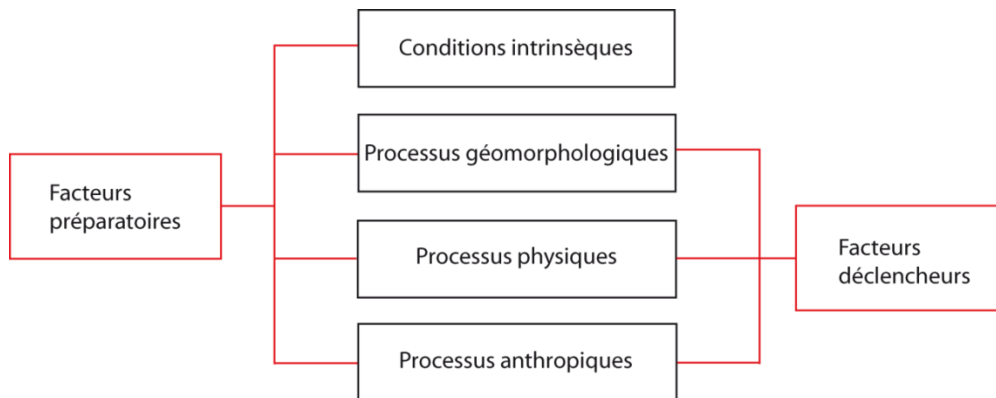 Conditions intrinsèques
Processus géomorphologiques
Facteurs
préparatoires
Processus physiques
Facteurs
déclencheurs
Processus anthropiques